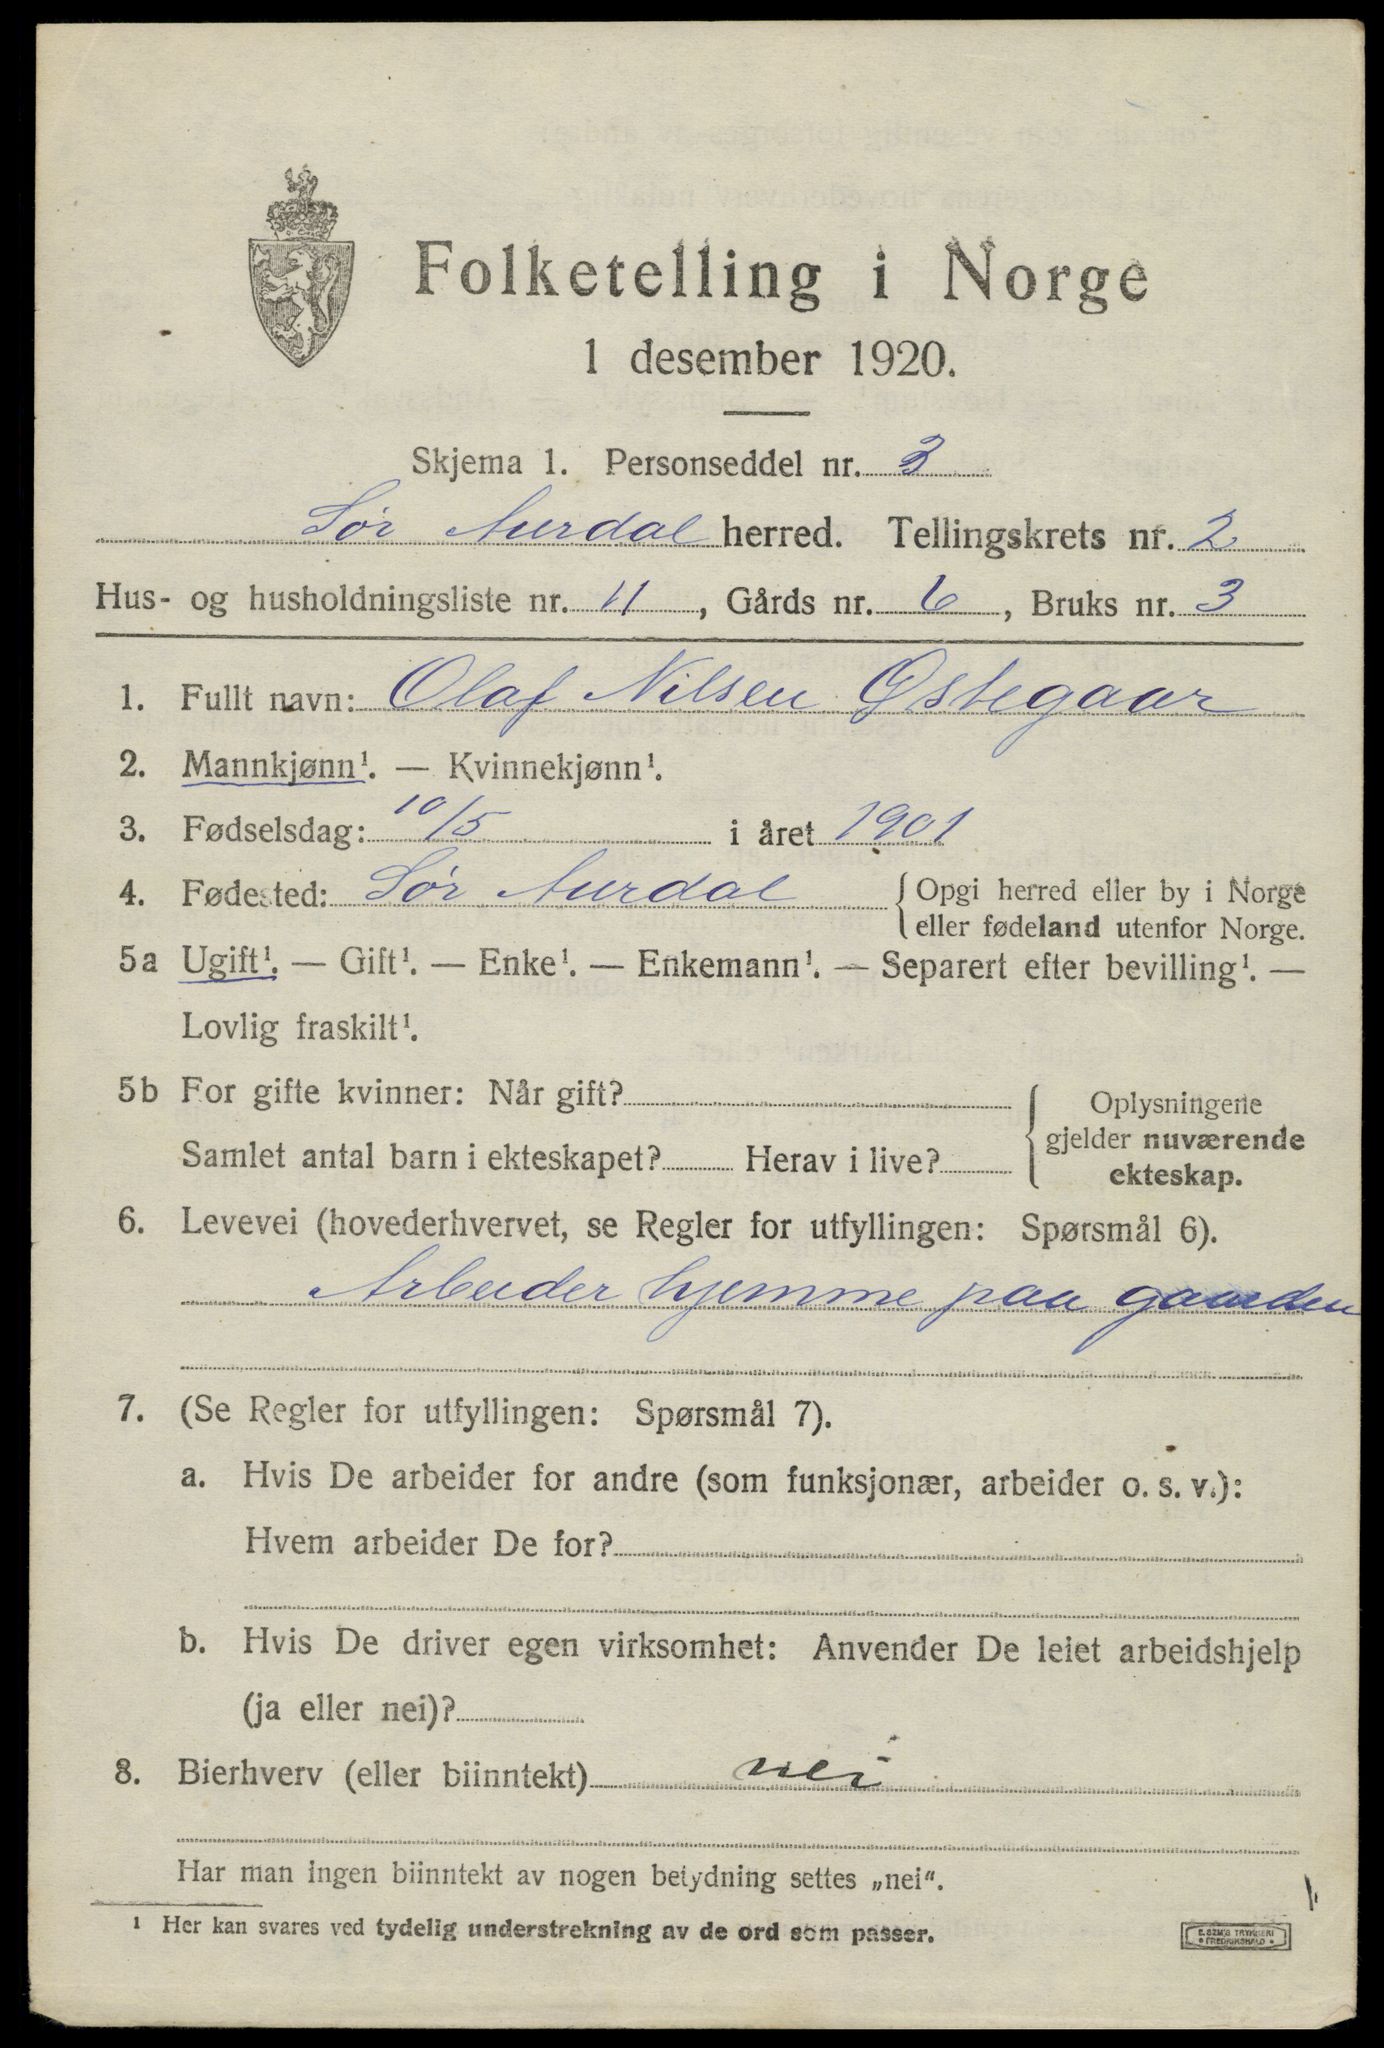 Folketelling i Norge
1 desember 1920.
Skjema 1. Personseddel nr. 3
Sør Aurdal herred. Tellingskrets nr. 2
Hus- og husholdningsliste nr. 11, Gårds nr. 6, Bruks nr. 3
1. Fullt navn: Olaf Nilsen Østegaar
2. Mannkjønn¹. — Kvinnekjønn¹.
3. Fødselsdag: 10/5 i året 1901
4. Fødested: Sør Aurdal { Opgi herred eller by i Norge
eller fødeland utenfor Norge.
5a Ugift¹. — Gift¹. — Enke¹. — Enkemann¹. — Separert efter bevilling¹. —
Lovlig fraskilt¹.
5b For gifte kvinner: Når gift?
Samlet antal barn i ekteskapet? Herav i live?
Oplysningene
gjelder nuværende
ekteskap.
6. Levevei (hovederhvervet, se Regler for utfyllingen: Spørsmål 6).
Arbeider hjemme paa gaarden
7. (Se Regler for utfyllingen: Spørsmål 7).
a. Hvis De arbeider for andre (som funksjonær, arbeider o. s. v.):
Hvem arbeider De for?
b. Hvis De driver egen virksomhet: Anvender De leiet arbeidshjelp
(ja eller nei)?
8. Bierhverv (eller biinntekt) nei
Har man ingen biinntekt av nogen betydning settes „nei“.
¹ Her kan svares ved tydelig understrekning av de ord som passer.
E. SEM'S TRYKKERI
FREDRIKSHALD